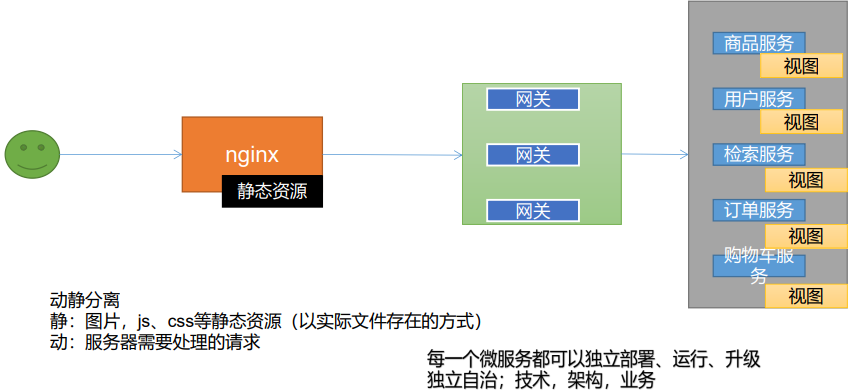 商品服务
视图
网关
用户服务
视图
nginx
网关
检索服务
视图
静态资源
网关
订单服务
视图
购物车服
务
视图
动静分离
静：图片，js、css等静态资源（以实际文件存在的方式）
动：服务器需要处理的请求
每一个微服务都可以独立部署、运行、升级
独立自治；技术，架构，业务